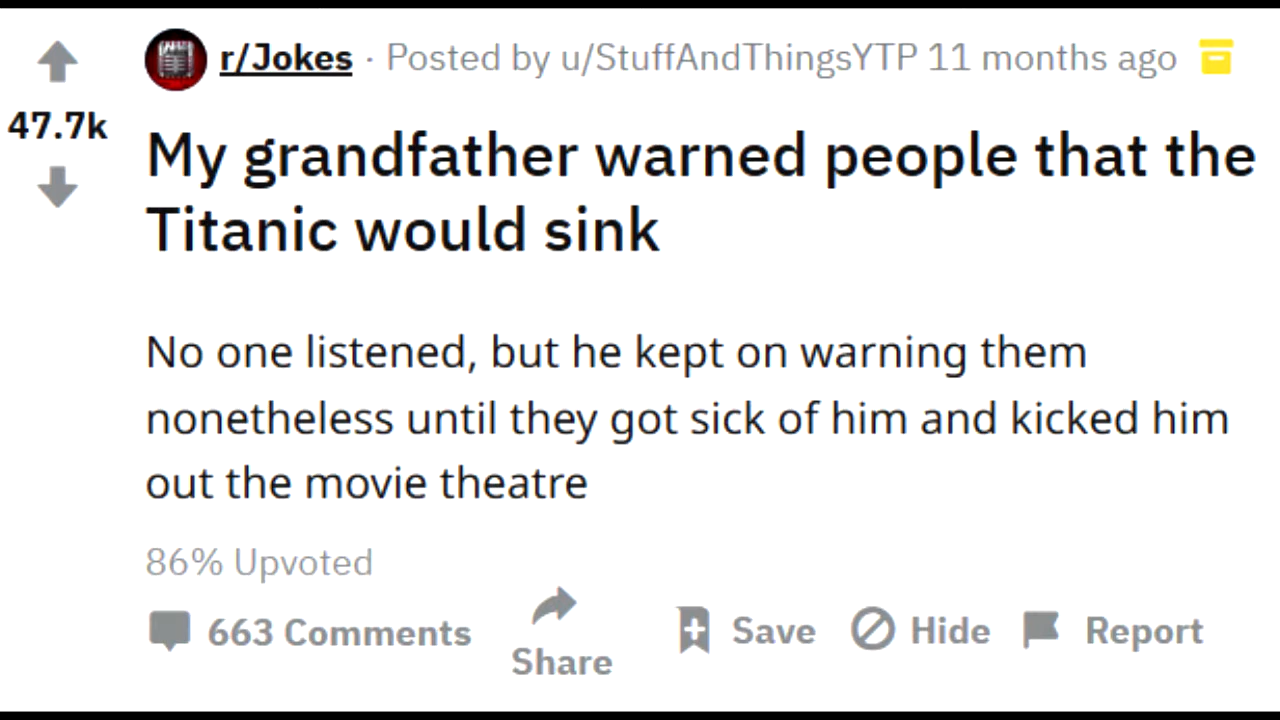 r/Jokes · Posted by u/StuffAndThingsYTP 11 months ago
47.7k
My grandfather warned people that the
Titanic would sink
No one listened, but he kept on warning them
nonetheless until they got sick of him and kicked him
out the movie theatre
86% Upvoted
663 Comments Share Save Hide Report